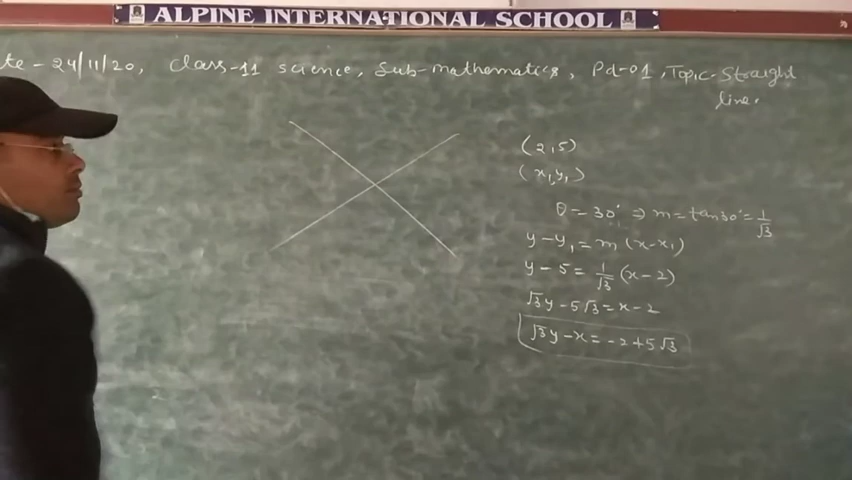 ALPINE INTERNATIONAL SCHOOL
te - 24/11/20, Class-11 science, Sub-mathematics, Pd-01, Topic-Straight
line.
(2,5)
(x₁,y₁)
θ = 30° ⇒ m = tan30° = 1/√3
y - y₁ = m (x - x₁)
y - 5 = 1/√3 (x - 2)
√3y - 5√3 = x - 2
√3y - x = -2 + 5√3